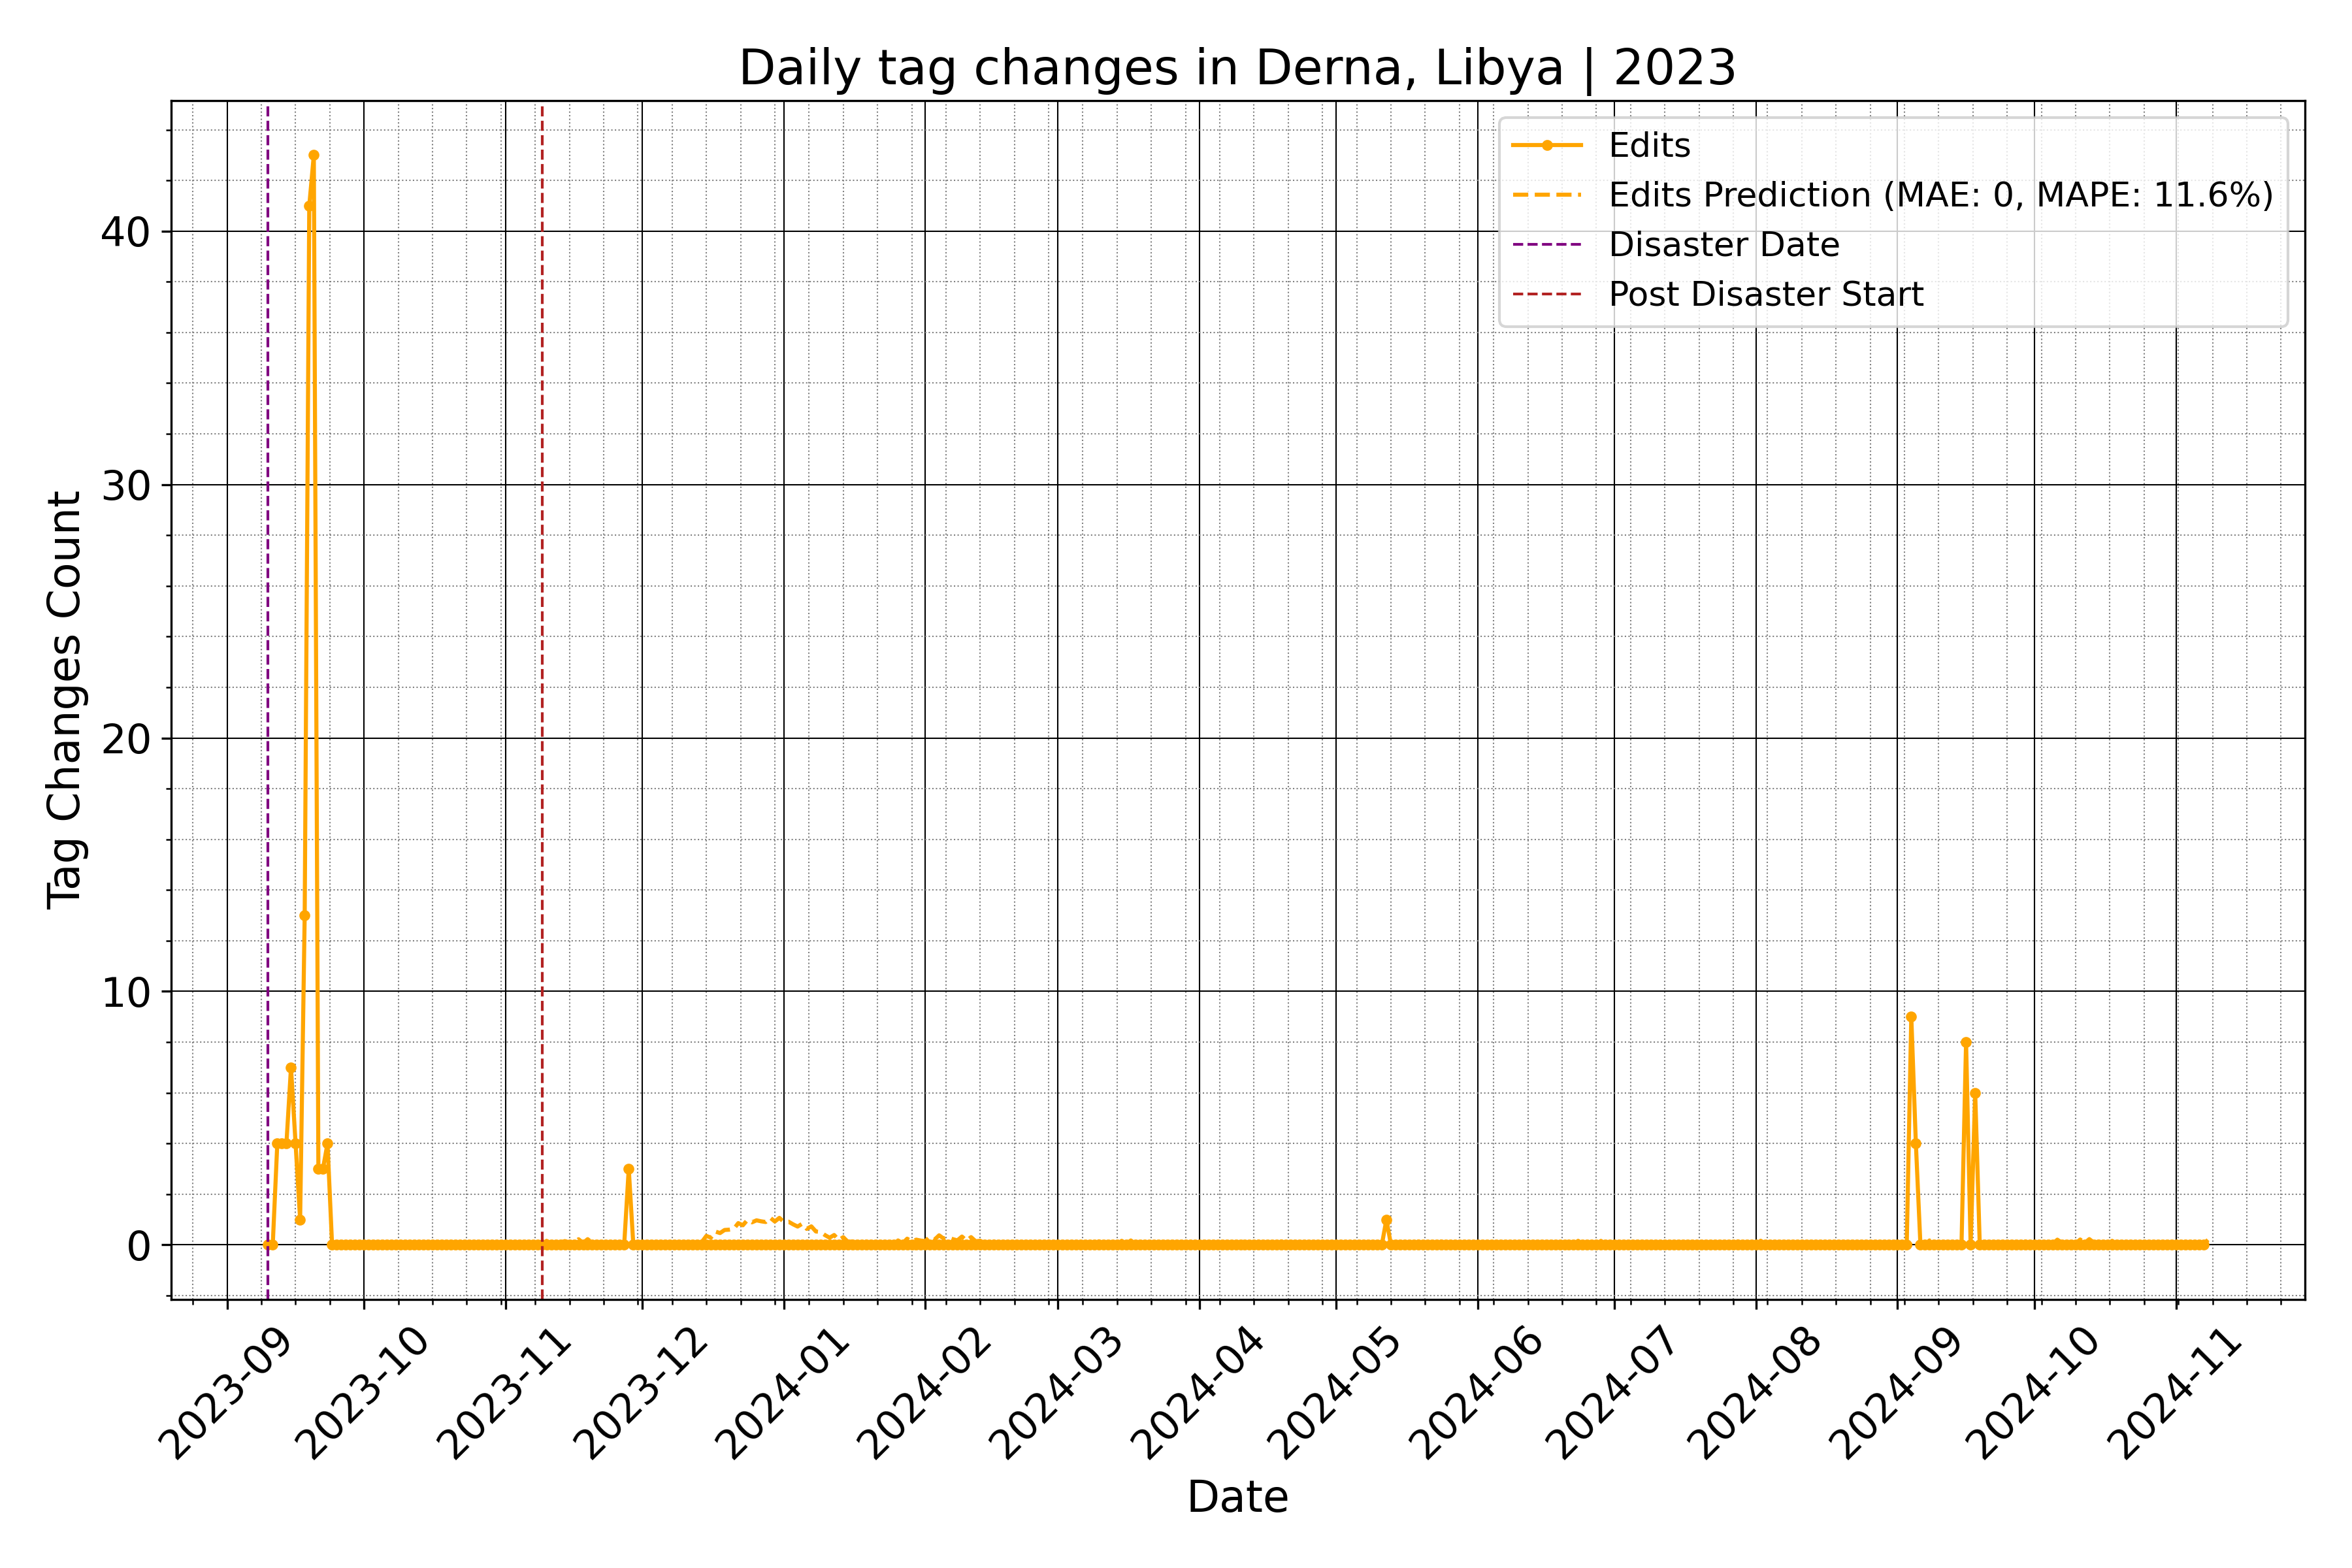 Daily tag changes in Derna, Libya | 2023
Edits
Edits Prediction (MAE: 0, MAPE: 11.6%)
Disaster Date
Post Disaster Start
Tag Changes Count
40
30
20
10
0
2023-09
2023-10
2023-11
2023-12
2024-01
2024-02
2024-03
2024-04
2024-05
2024-06
2024-07
2024-08
2024-09
2024-10
2024-11
Date